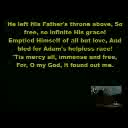 He left His Father's throne above, So
free, so infinite His grace!
Emptied Himself of all but love, And
bled for Adam's helpless race!
'Tis mercy all, immense and free,
For, O my God, it found out me.